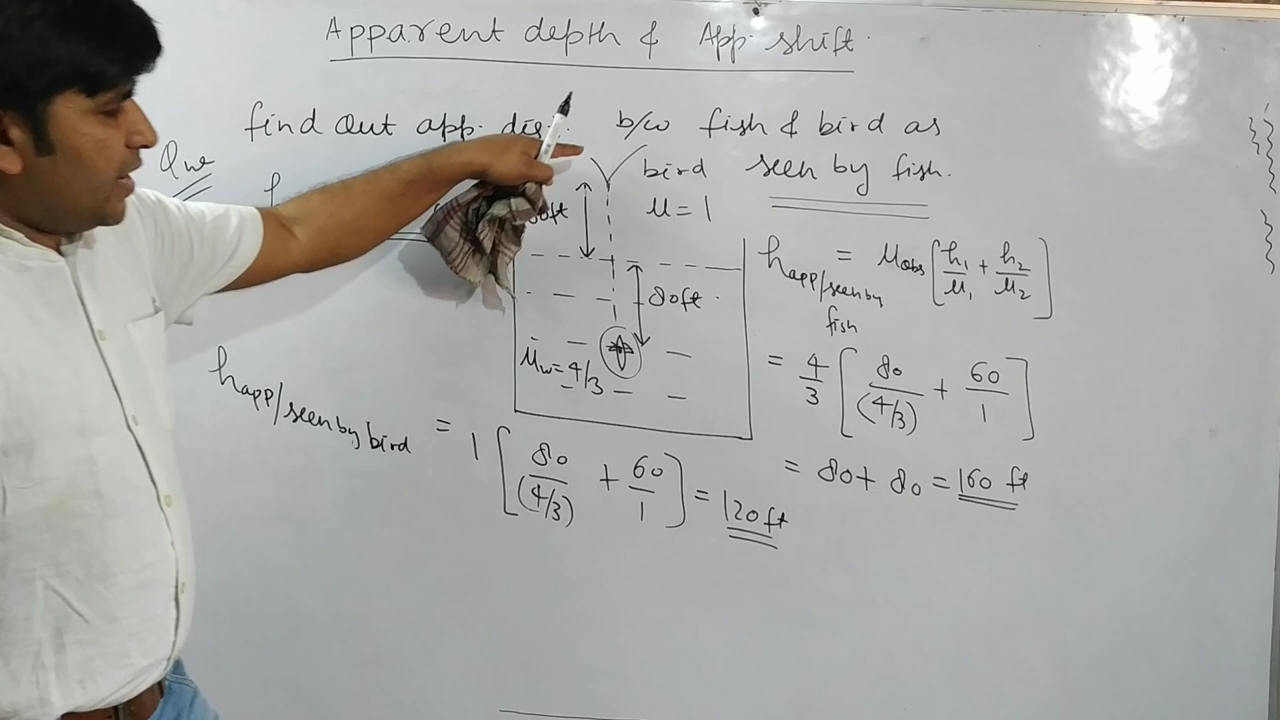 Apparent depth & App. shift.
Que find out app. dis. b/w fish & bird as
seen by fish.
bird
μ = 1
80ft.
μw = 4/3
happ/seen by fish = μobs [h1/μ1 + h2/μ2]
= 4/3 [80/(4/3) + 60/1]
= 80 + 80 = 160 ft
happ/seen by bird = 1 [80/(4/3) + 60/1] = 120ft